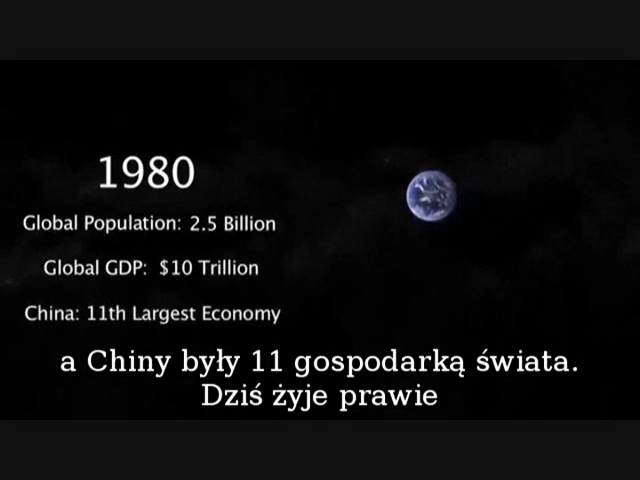 1980
Global Population: 2.5 Billion
Global GDP: $10 Trillion
China: 11th Largest Economy
a Chiny były 11 gospodarką świata.
Dziś żyje prawie